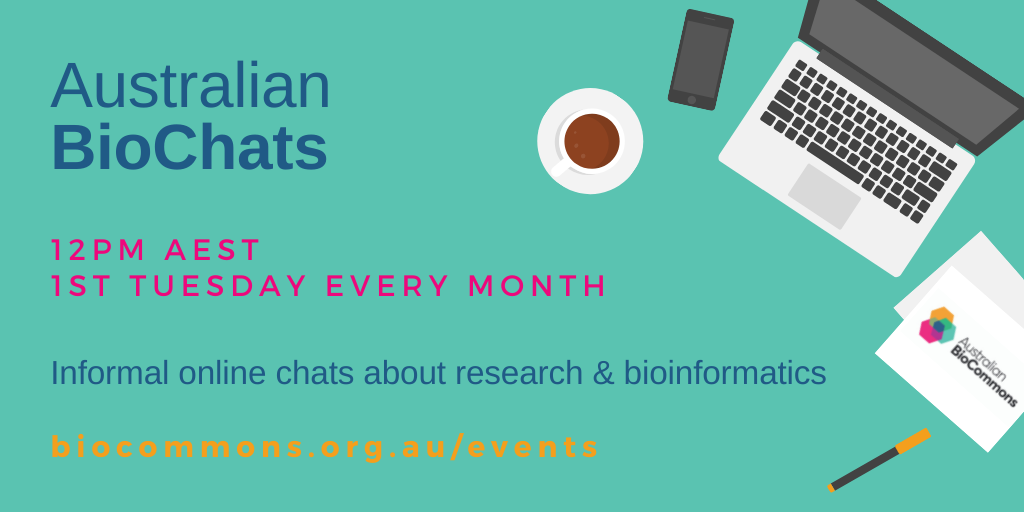 Australian
BioChats
12PM AEST
1ST TUESDAY EVERY MONTH
Informal online chats about research & bioinformatics
biocommons.org.au/events
Australian
BioCommons